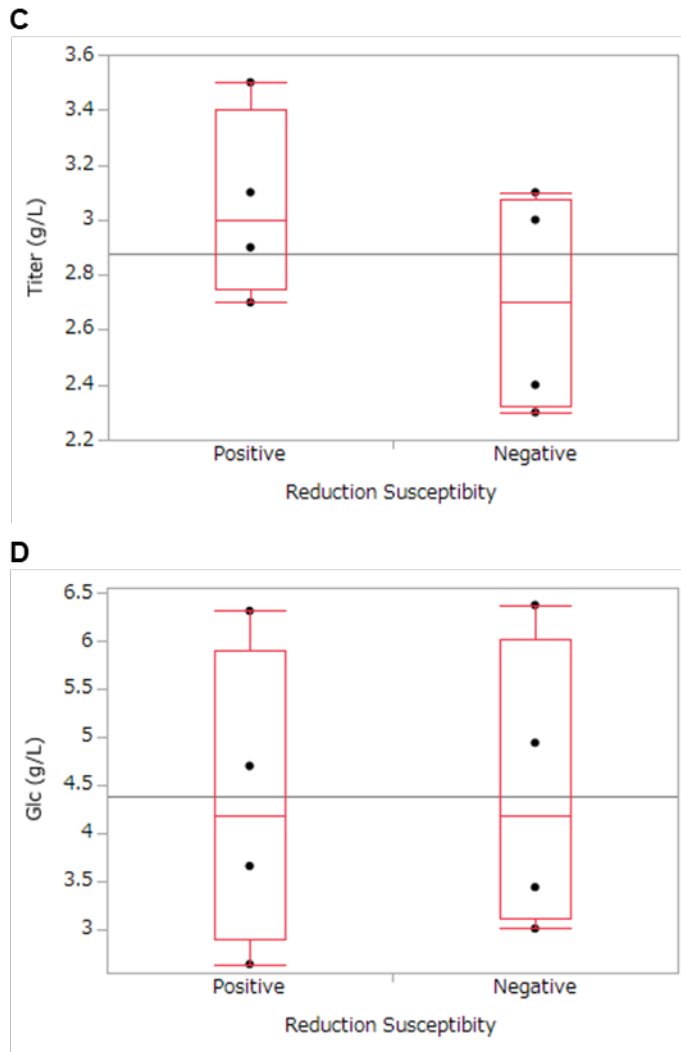 C
3.6
3.4
3.2
3
2.8
2.6
2.4
2.2
Titer (g/L)
Positive Negative
Reduction Susceptibity
D
6.5
6
5.5
5
4.5
4
3.5
3
Glc (g/L)
Positive Negative
Reduction Susceptibity